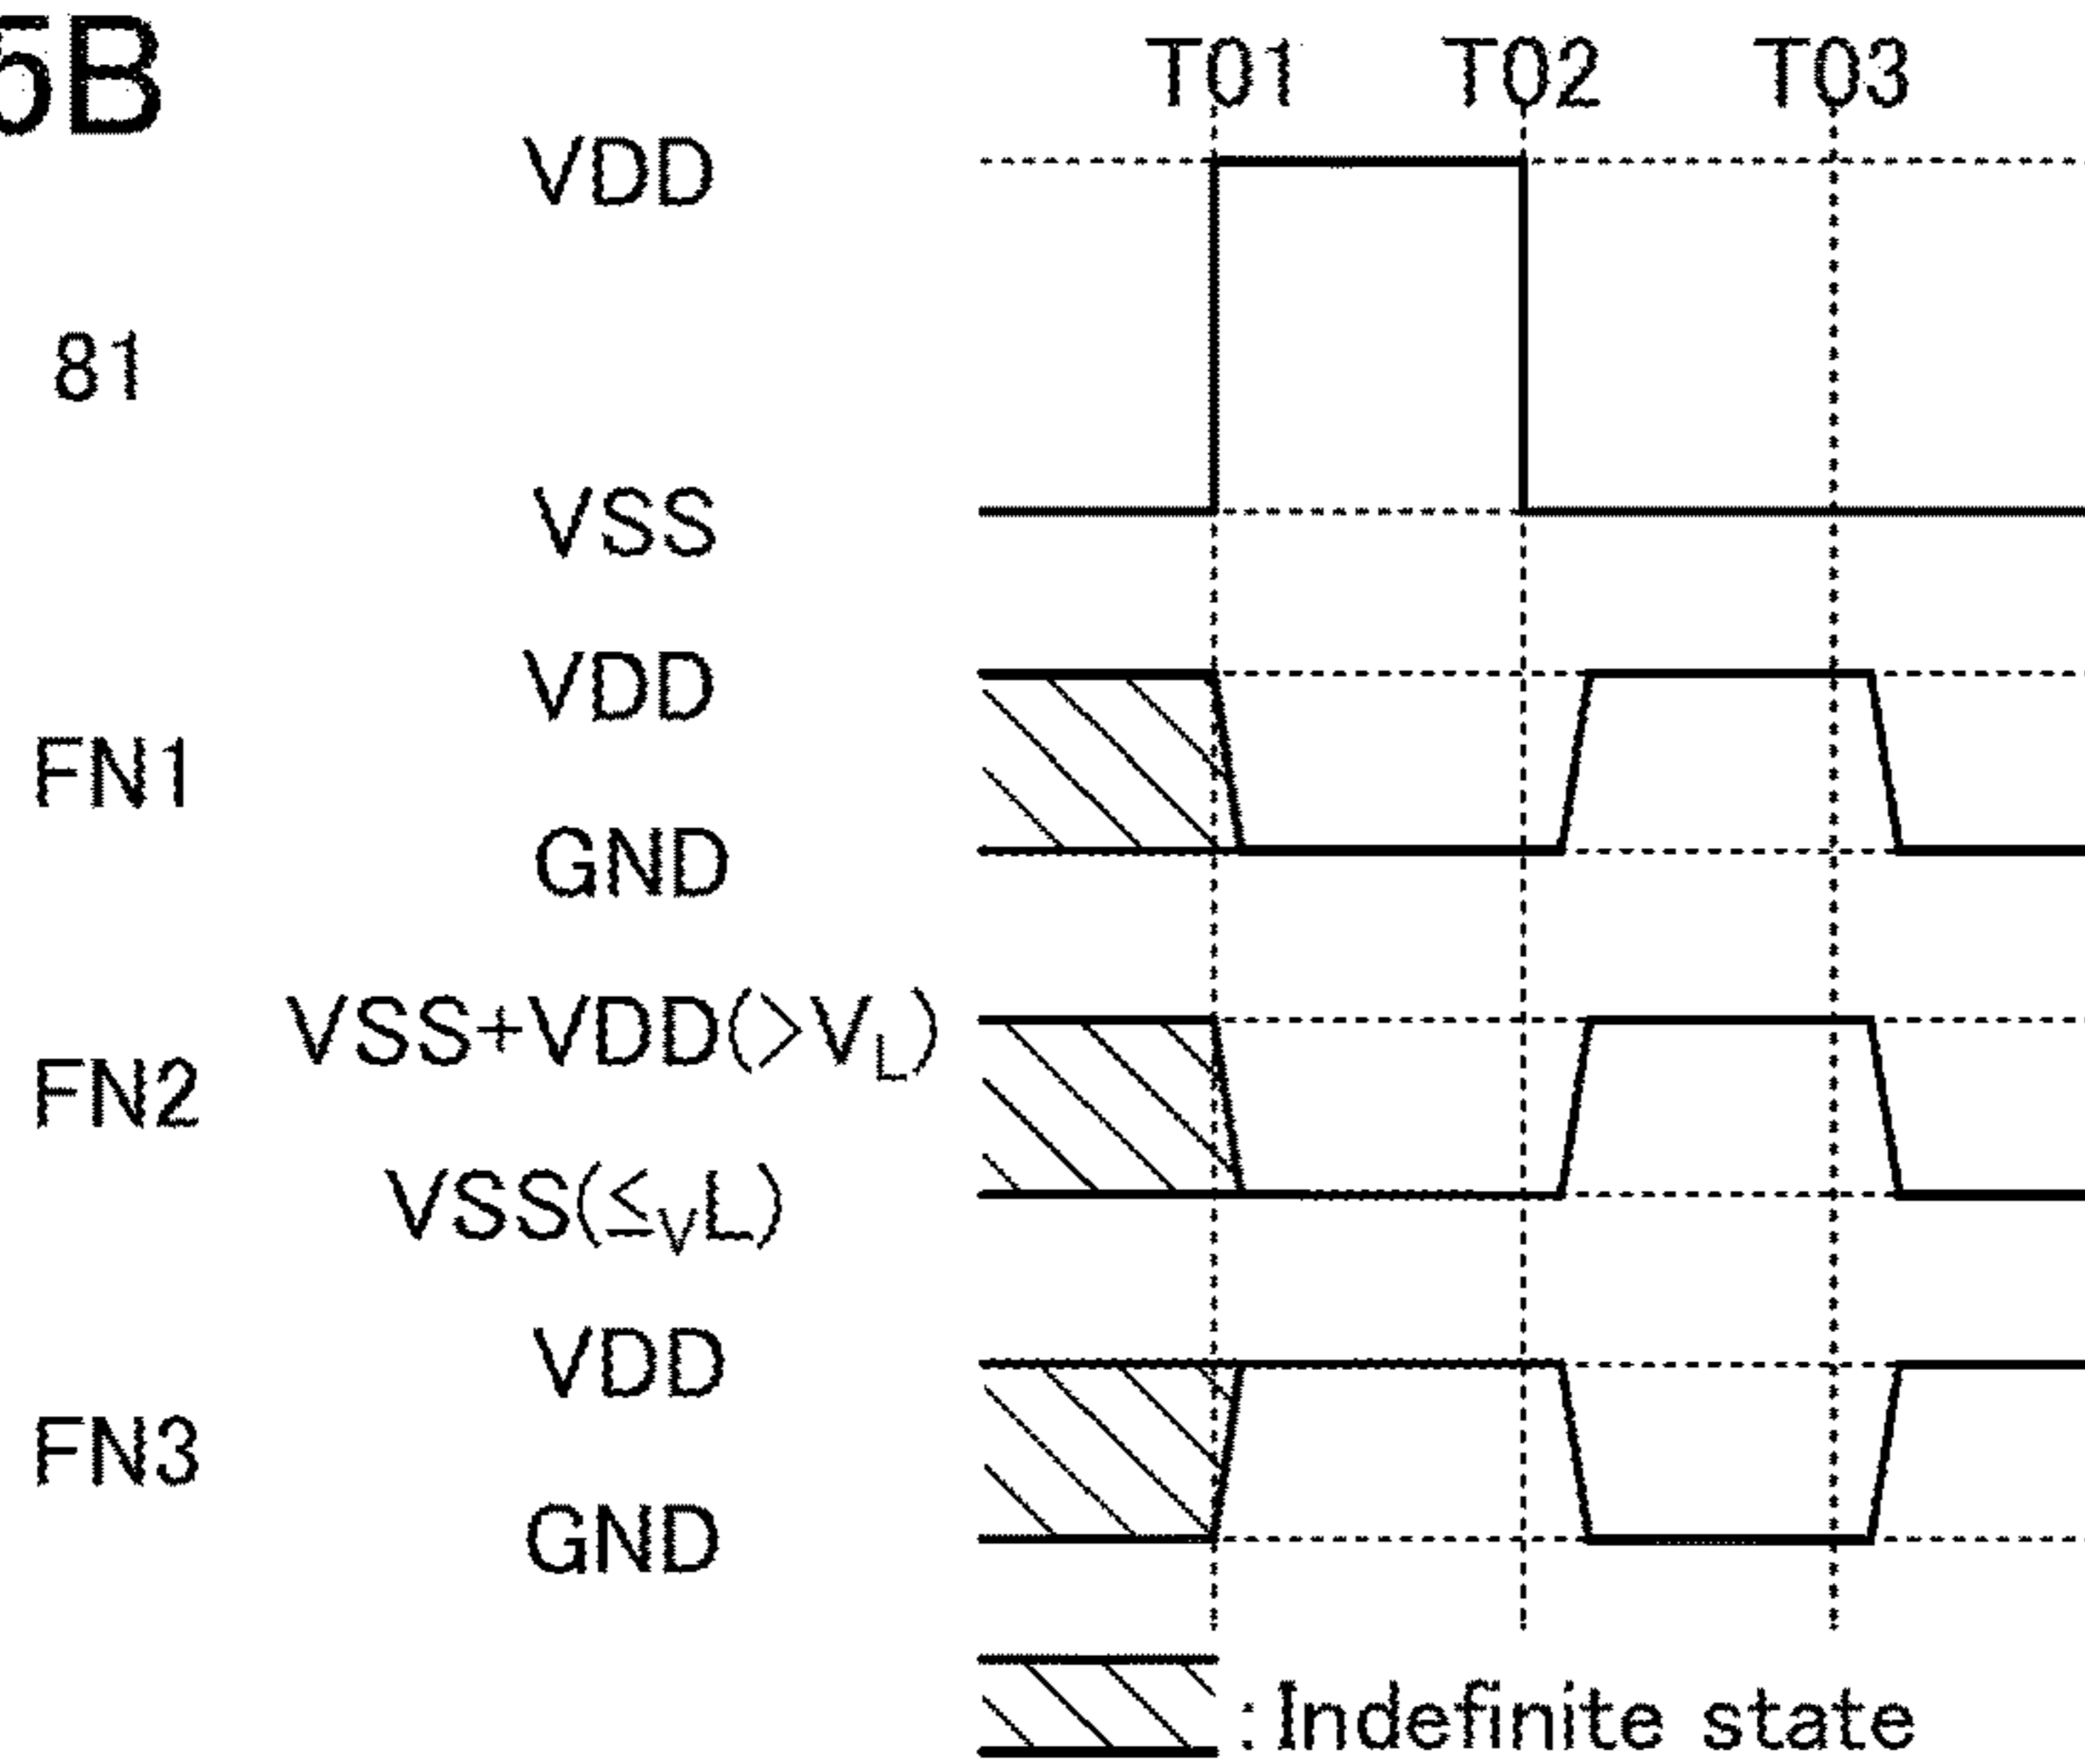 5B
T01 T02 T03
VDD
81
VSS
VDD
FN1
GND
VSS+VDD(>VL)
FN2
VSS(≤VL)
VDD
FN3
GND
:Indefinite state